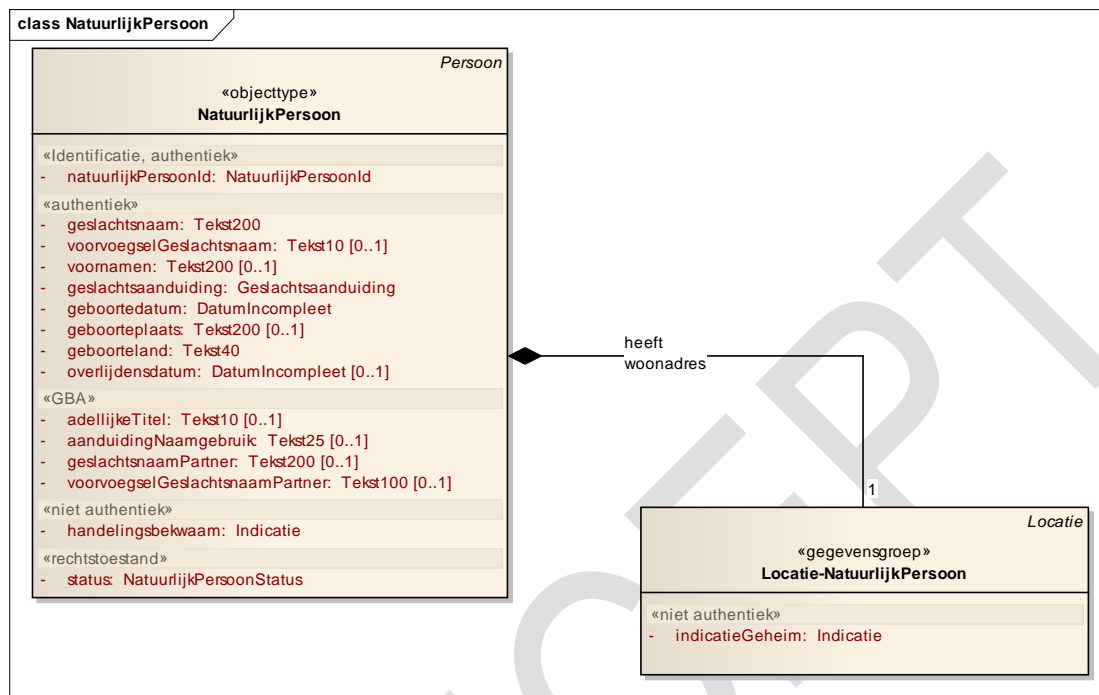 class NatuurlijkPersoon
Persoon
«objecttype»
NatuurlijkPersoon
«Identificatie, authentiek»
- natuurlijkPersoonId: NatuurlijkPersoonId
«authentiek»
- geslachtsnaam: Tekst200
- voorvoegselGeslachtsnaam: Tekst10 [0..1]
- voornamen: Tekst200 [0..1]
- geslachtsaanduiding: Geslachtsaanduiding
- geboortedatum: DatumIncompleet
- geboorteplaats: Tekst200 [0..1]
- geboorteland: Tekst40
- overlijdensdatum: DatumIncompleet [0..1]
«GBA»
- adellijkeTitel: Tekst10 [0..1]
- aanduidingNaamgebruik: Tekst25 [0..1]
- geslachtsnaamPartner: Tekst200 [0..1]
- voorvoegselGeslachtsnaamPartner: Tekst100 [0..1]
«niet authentiek»
- handelingsbekwaam: Indicatie
«rechtstoestand»
- status: NatuurlijkPersoonStatus
heeft
woonadres
1
Locatie
«gegevensgroep»
Locatie-NatuurlijkPersoon
«niet authentiek»
- indicatieGeheim: Indicatie
CEPT